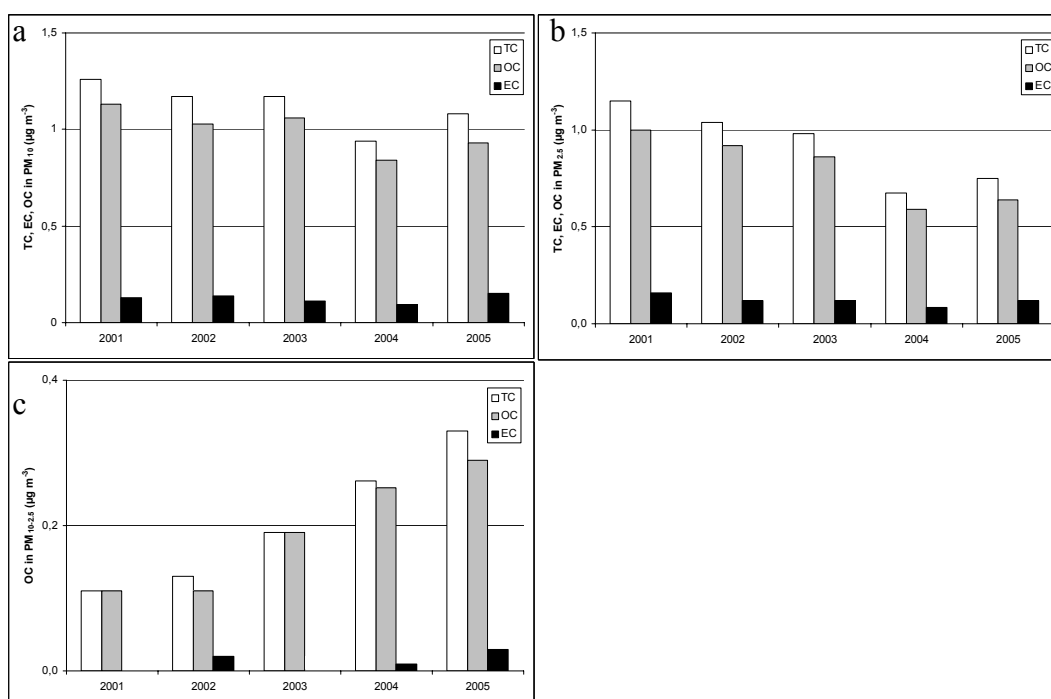 a
TC, EC, OC in PM10 (µg m-3)
1,5
1
0,5
0
2001 2002 2003 2004 2005
TC
OC
EC
b
TC, EC, OC in PM2.5 (µg m-3)
1,5
1,0
0,5
0,0
2001 2002 2003 2004 2005
TC
OC
EC
c
OC in PM10-2.5 (µg m-3)
0,4
0,2
0,0
2001 2002 2003 2004 2005
TC
OC
EC